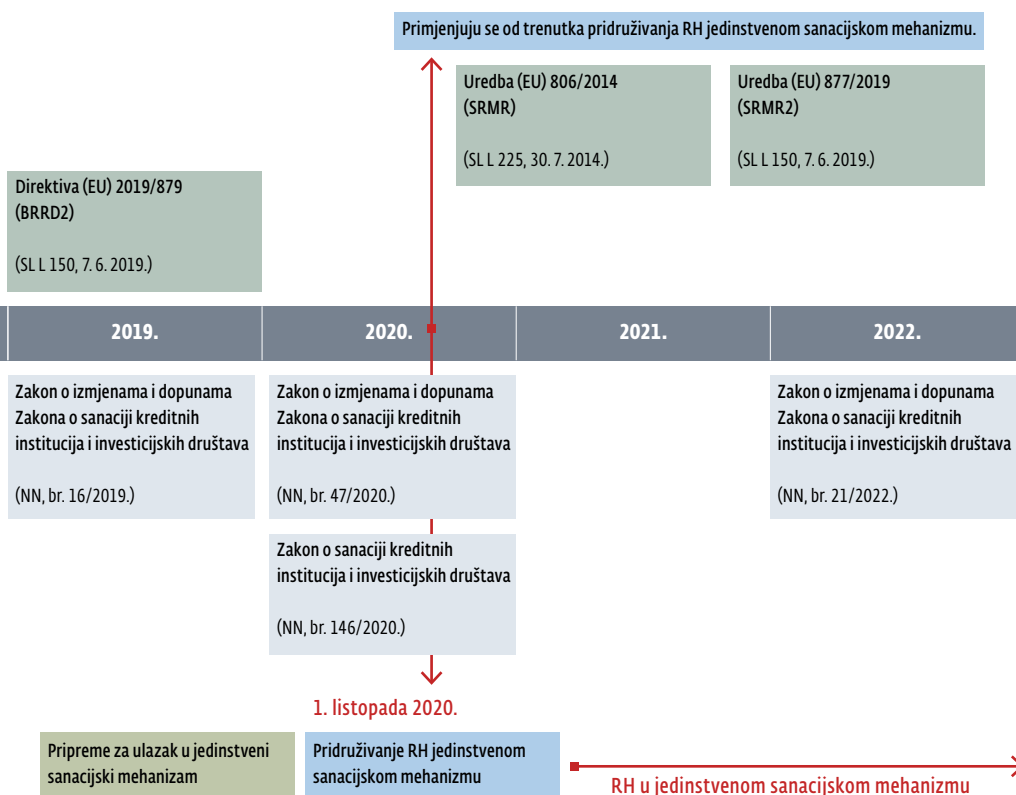 Primjenjuju se od trenutka pridruživanja RH jedinstvenom sanacijskom mehanizmu.
Uredba (EU) 806/2014
(SRMR)
(SL L 225, 30. 7. 2014.)
Uredba (EU) 877/2019
(SRMR2)
(SL L 150, 7. 6. 2019.)
Direktiva (EU) 2019/879
(BRRD2)
(SL L 150, 7. 6. 2019.)
2019.
2020.
2021.
2022.
Zakon o izmjenama i dopunama
Zakona o sanaciji kreditnih
institucija i investicijskih društava
(NN, br. 16/2019.)
Zakon o izmjenama i dopunama
Zakona o sanaciji kreditnih
institucija i investicijskih društava
(NN, br. 47/2020.)
Zakon o sanaciji kreditnih
institucija i investicijskih društava
(NN, br. 146/2020.)
Zakon o izmjenama i dopunama
Zakona o sanaciji kreditnih
institucija i investicijskih društava
(NN, br. 21/2022.)
1. listopada 2020.
Pripreme za ulazak u jedinstveni
sanacijski mehanizam
Pridruživanje RH jedinstvenom
sanacijskom mehanizmu
RH u jedinstvenom sanacijskom mehanizmu